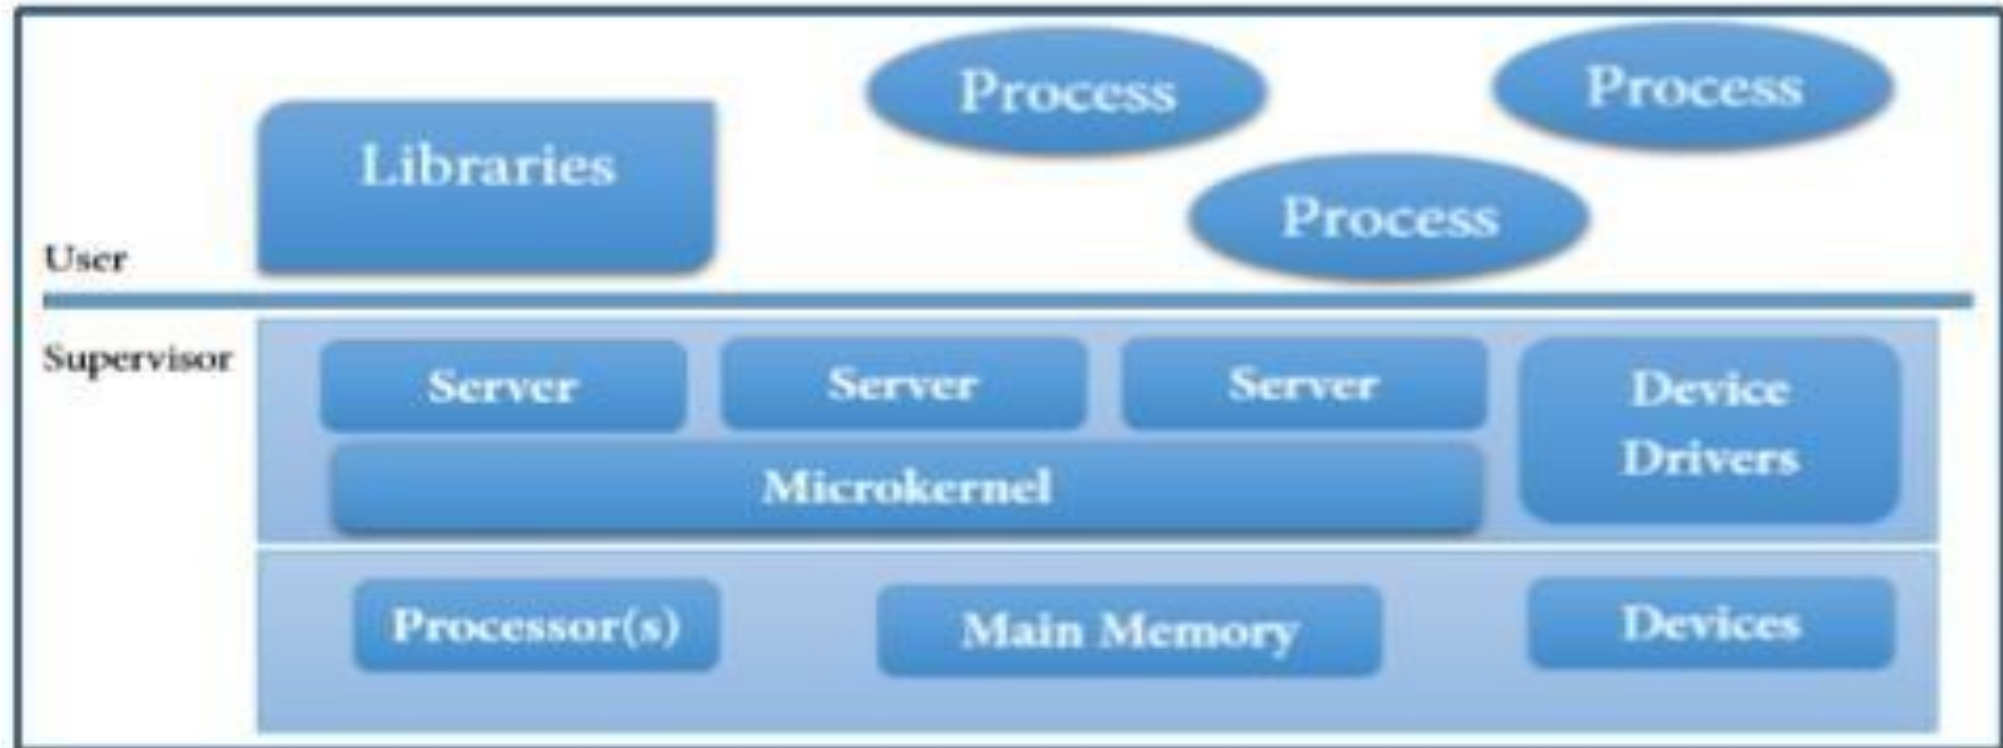 Process
Process
Libraries
Process
User
Supervisor
Server
Server
Server
Device
Drivers
Microkernel
Processor(s)
Main Memory
Devices